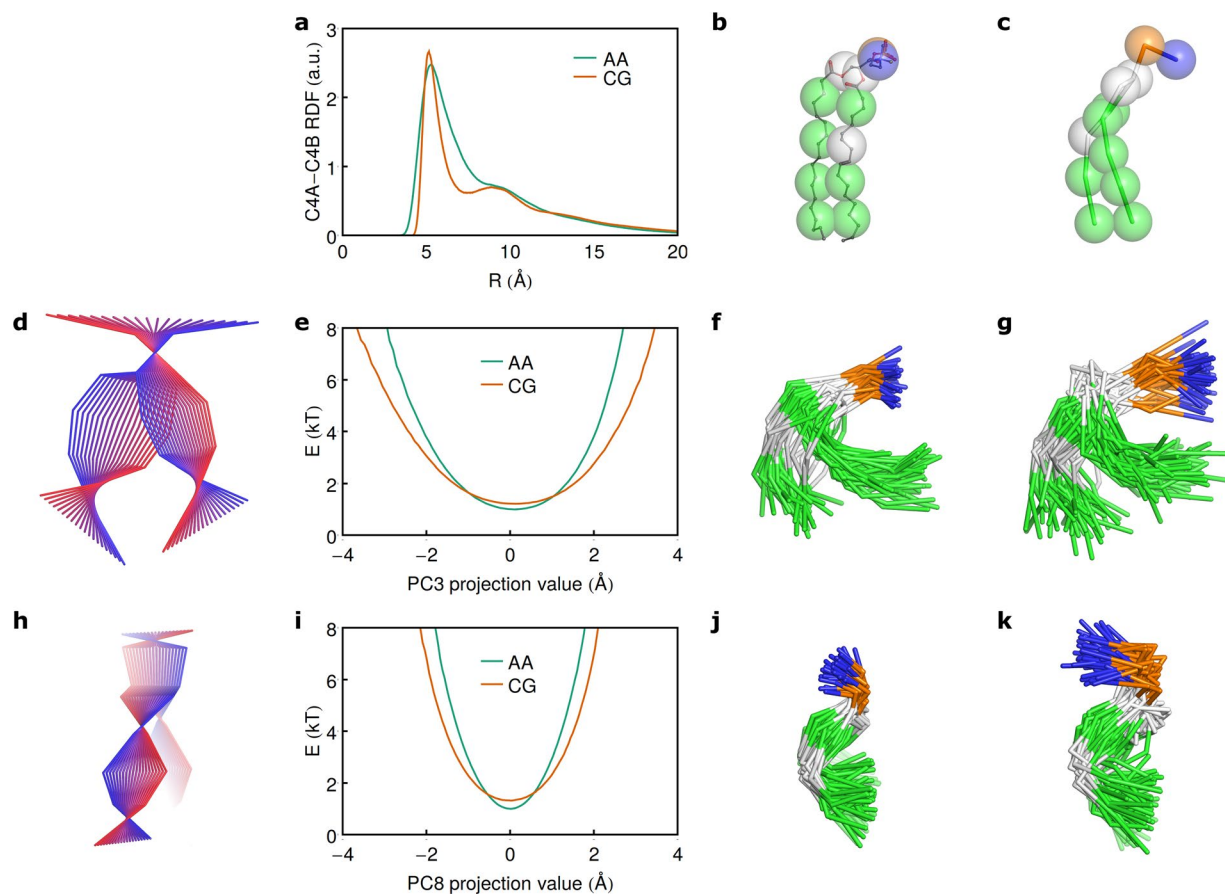 a
3
2
1
0
C4A−C4B RDF (a.u.)
AA
CG
0
5
10
15
20
R (Å)
b
c
d
e
8
6
4
2
0
E (kT)
AA
CG
−4
−2
0
2
4
PC3 projection value (Å)
f
g
h
i
8
6
4
2
0
E (kT)
AA
CG
−4
−2
0
2
4
PC8 projection value (Å)
j
k